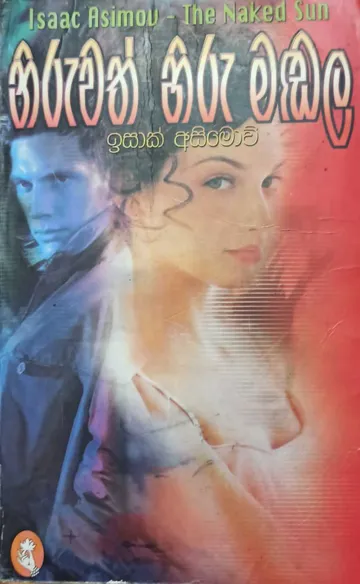 Isaac Asimov - The Naked Sun
නිරුවත් හිරු මඬල
ඉසාක් අසිමොව්